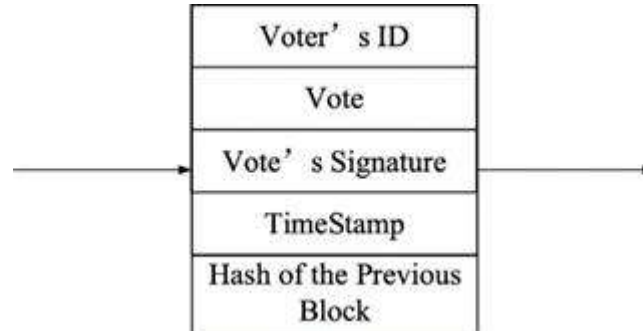 Voter’s ID
Vote
Vote’s Signature
TimeStamp
Hash of the Previous
Block